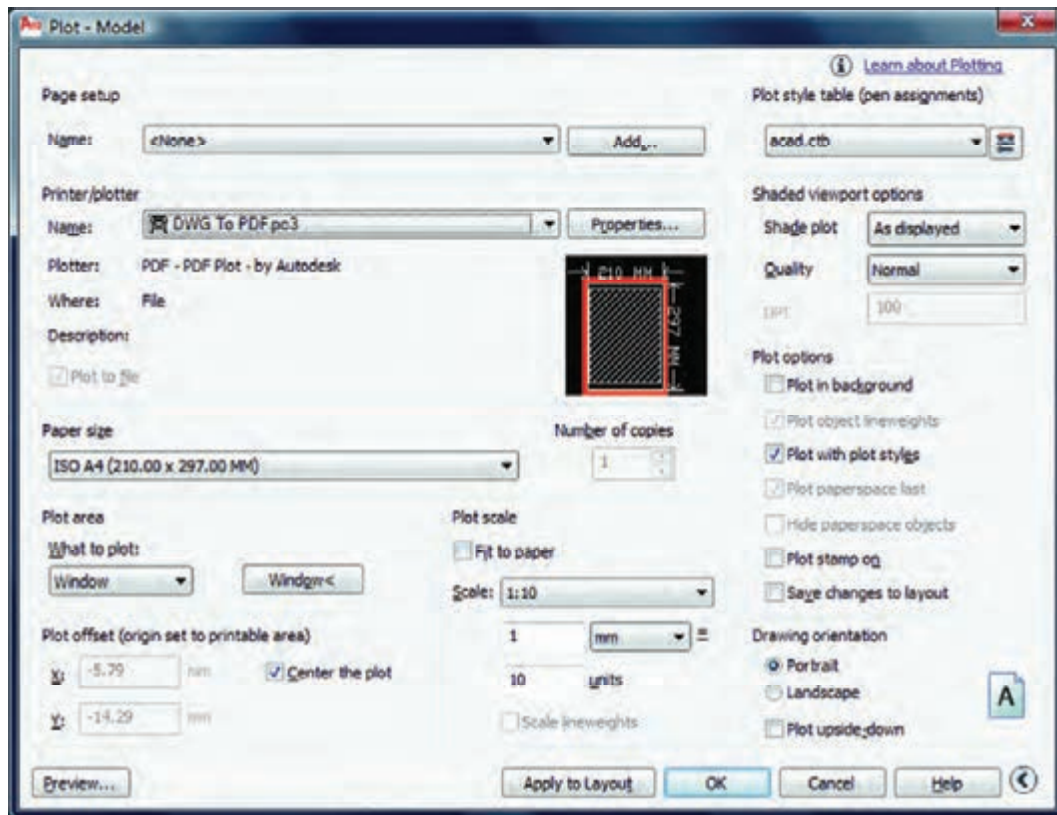 Plot - Model
Learn about Plotting
Page setup
Name: <None> Add...
Printer/plotter
Name: DWG To PDF.pc3 Properties...
Plotter: PDF - PDF Plot - by Autodesk
Where: File
Description:
Plot to file
210 MM
297 MM
Paper size
ISO A4 (210.00 x 297.00 MM)
Number of copies
1
Plot area
What to plot:
Window Window<
Plot scale
Fit to paper
Scale: 1:10
1 mm =
10 units
Scale lineweights
Plot offset (origin set to printable area)
X: -5.79 mm Center the plot
Y: -14.29 mm
Plot style table (pen assignments)
acad.ctb
Shaded viewport options
Shade plot As displayed
Quality Normal
DPI 100
Plot options
Plot in background
Plot object lineweights
Plot with plot styles
Plot paperspace last
Hide paperspace objects
Plot stamp on
Save changes to layout
Drawing orientation
Portrait
Landscape
Plot upside-down
A
Preview... Apply to Layout OK Cancel Help